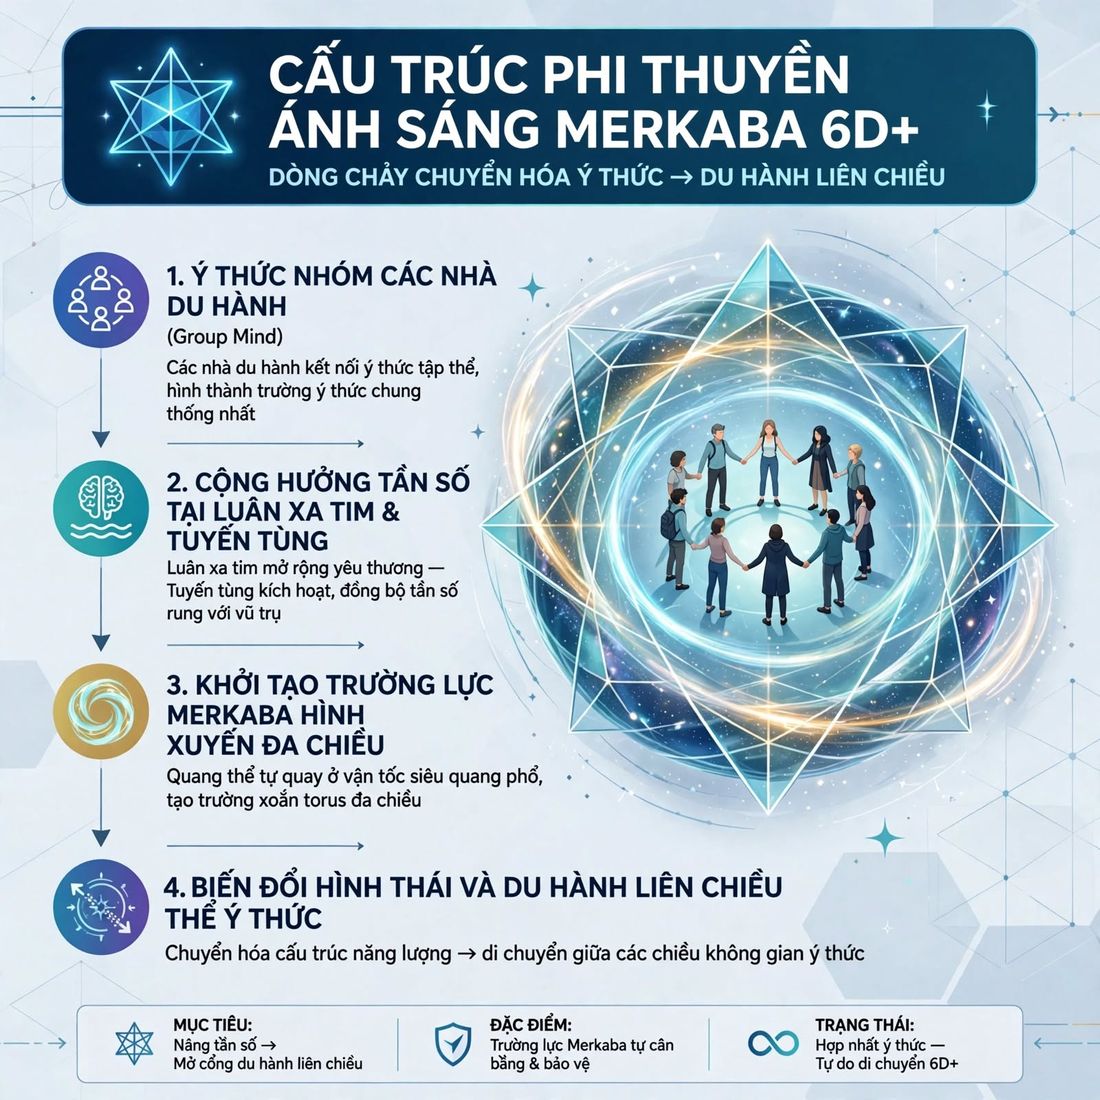 CẤU TRÚC PHI THUYỀN
ÁNH SÁNG MERKABA 6D+
DÒNG CHẢY CHUYỂN HÓA Ý THỨC → DU HÀNH LIÊN CHIỀU
1. Ý THỨC NHÓM CÁC NHÀ
DU HÀNH
(Group Mind)
Các nhà du hành kết nối ý thức tập thể,
hình thành trường ý thức chung
thống nhất
2. CỘNG HƯỞNG TẦN SỐ
TẠI LUÂN XA TIM &
TUYẾN TÙNG
Luân xa tim mở rộng yêu thương —
Tuyến tùng kích hoạt, đồng bộ tần số
rung với vũ trụ
3. KHỞI TẠO TRƯỜNG LỰC
MERKABA HÌNH
XUYẾN ĐA CHIỀU
Quang thể tự quay ở vận tốc siêu quang phổ,
tạo trường xoắn torus đa chiều
4. BIẾN ĐỔI HÌNH THÁI VÀ DU HÀNH LIÊN CHIỀU
THỂ Ý THỨC
Chuyển hóa cấu trúc năng lượng → di chuyển giữa các chiều không gian ý thức
MỤC TIÊU:
Nâng tần số →
Mở cổng du hành liên chiều
ĐẶC ĐIỂM:
Trường lực Merkaba tự cân
bằng & bảo vệ
TRẠNG THÁI:
Hợp nhất ý thức —
Tự do di chuyển 6D+